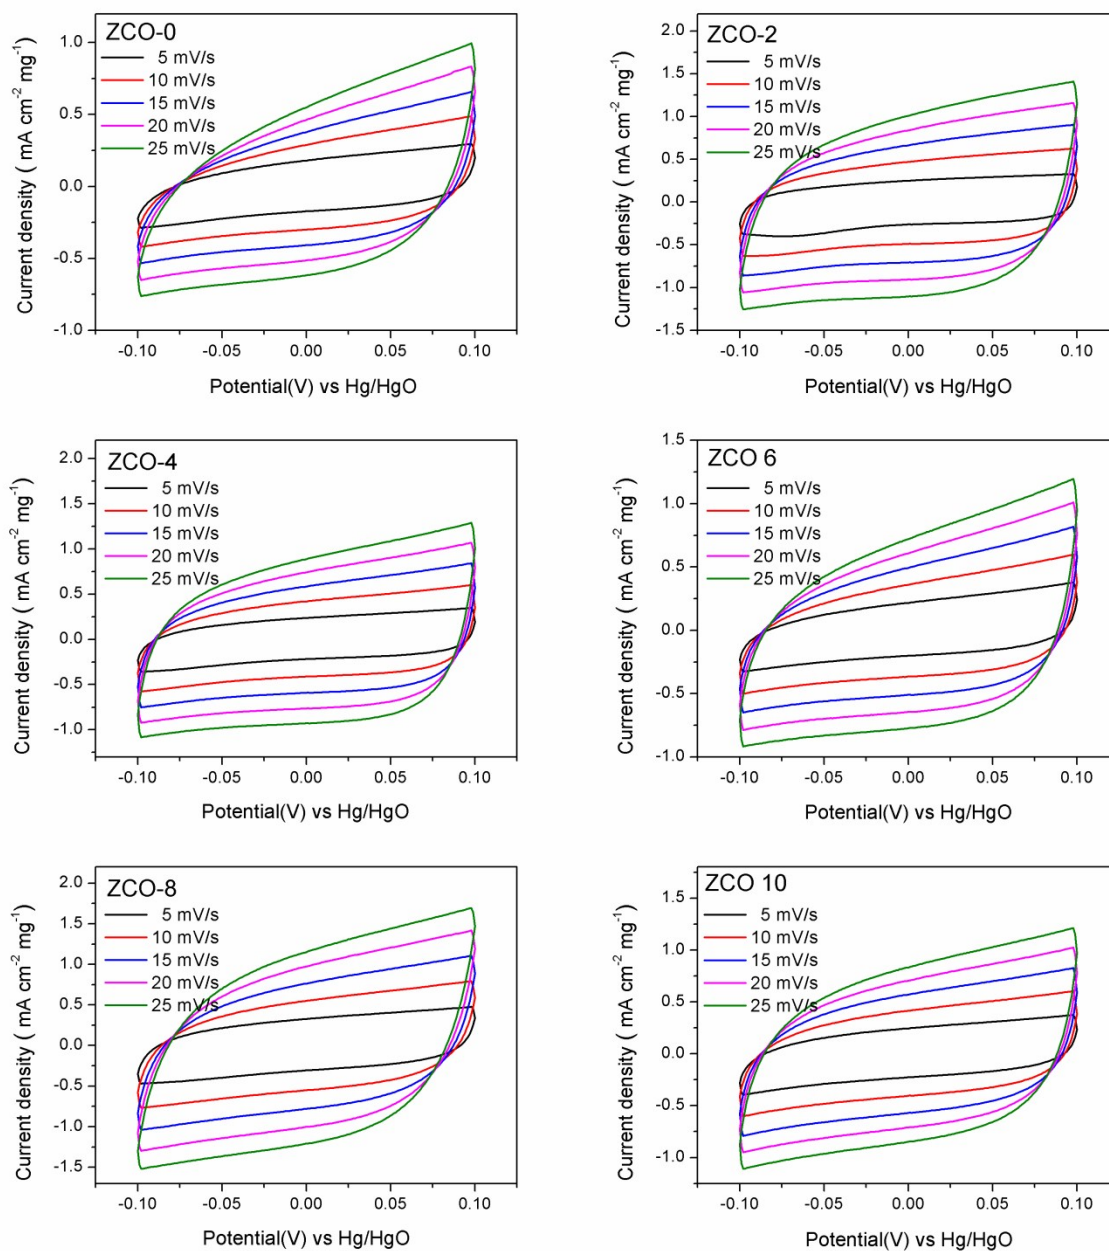 ZCO-0
5 mV/s
10 mV/s
15 mV/s
20 mV/s
25 mV/s
1.0
0.5
0.0
-0.5
-1.0
Current density ( mA cm⁻² mg⁻¹)
-0.10 -0.05 0.00 0.05 0.10
Potential(V) vs Hg/HgO
ZCO-2
5 mV/s
10 mV/s
15 mV/s
20 mV/s
25 mV/s
2.0
1.5
1.0
0.5
0.0
-0.5
-1.0
-1.5
Current density ( mA cm⁻² mg⁻¹)
-0.10 -0.05 0.00 0.05 0.10
Potential(V) vs Hg/HgO
ZCO-4
5 mV/s
10 mV/s
15 mV/s
20 mV/s
25 mV/s
2.0
1.5
1.0
0.5
0.0
-0.5
-1.0
Current density ( mA cm⁻² mg⁻¹)
-0.10 -0.05 0.00 0.05 0.10
Potential(V) vs Hg/HgO
ZCO 6
5 mV/s
10 mV/s
15 mV/s
20 mV/s
25 mV/s
1.5
1.0
0.5
0.0
-0.5
-1.0
Current density ( mA cm⁻² mg⁻¹)
-0.10 -0.05 0.00 0.05 0.10
Potential(V) vs Hg/HgO
ZCO-8
5 mV/s
10 mV/s
15 mV/s
20 mV/s
25 mV/s
2.0
1.5
1.0
0.5
0.0
-0.5
-1.0
-1.5
Current density ( mA cm⁻² mg⁻¹)
-0.10 -0.05 0.00 0.05 0.10
Potential(V) vs Hg/HgO
ZCO 10
5 mV/s
10 mV/s
15 mV/s
20 mV/s
25 mV/s
1.5
1.0
0.5
0.0
-0.5
-1.0
Current density ( mA cm⁻² mg⁻¹)
-0.10 -0.05 0.00 0.05 0.10
Potential(V) vs Hg/HgO